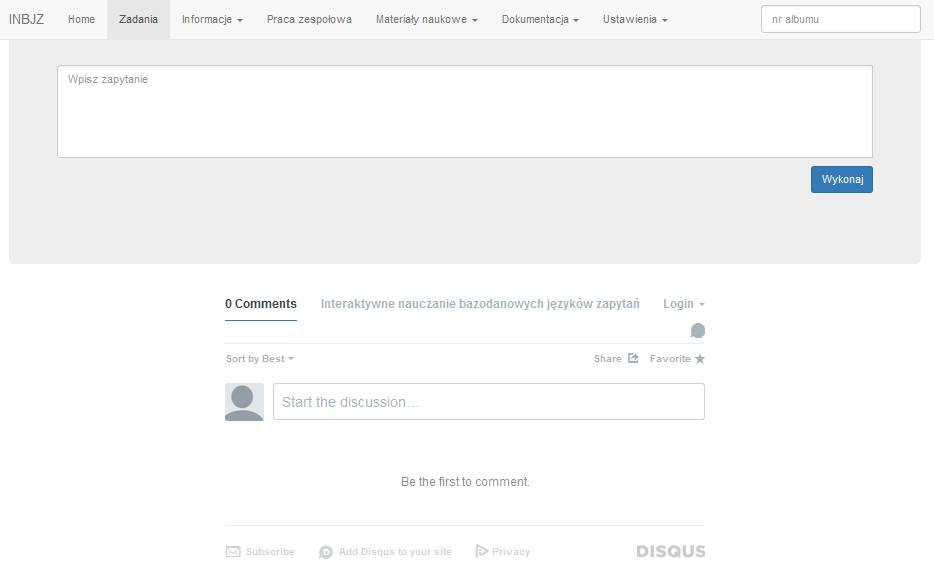 INBJZ Home Zadania Informacje Praca zespołowa Materiały naukowe Dokumentacja Ustawienia nr albumu
Wpisz zapytanie
Wykonaj
0 Comments Interaktywne nauczanie bazodanowych języków zapytań Login
Sort by Best Share Favorite
Start the discussion...
Be the first to comment.
Subscribe Add Disqus to your site Privacy DISQUS